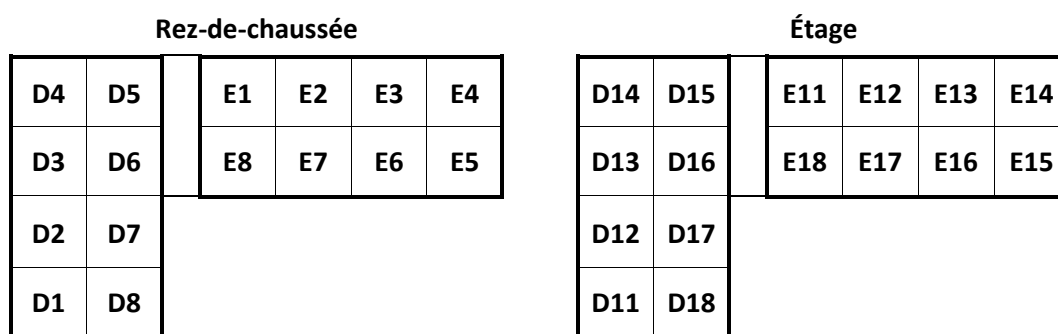 Rez-de-chaussée
D4 D5 E1 E2 E3 E4
D3 D6 E8 E7 E6 E5
D2 D7
D1 D8
Étage
D14 D15 E11 E12 E13 E14
D13 D16 E18 E17 E16 E15
D12 D17
D11 D18